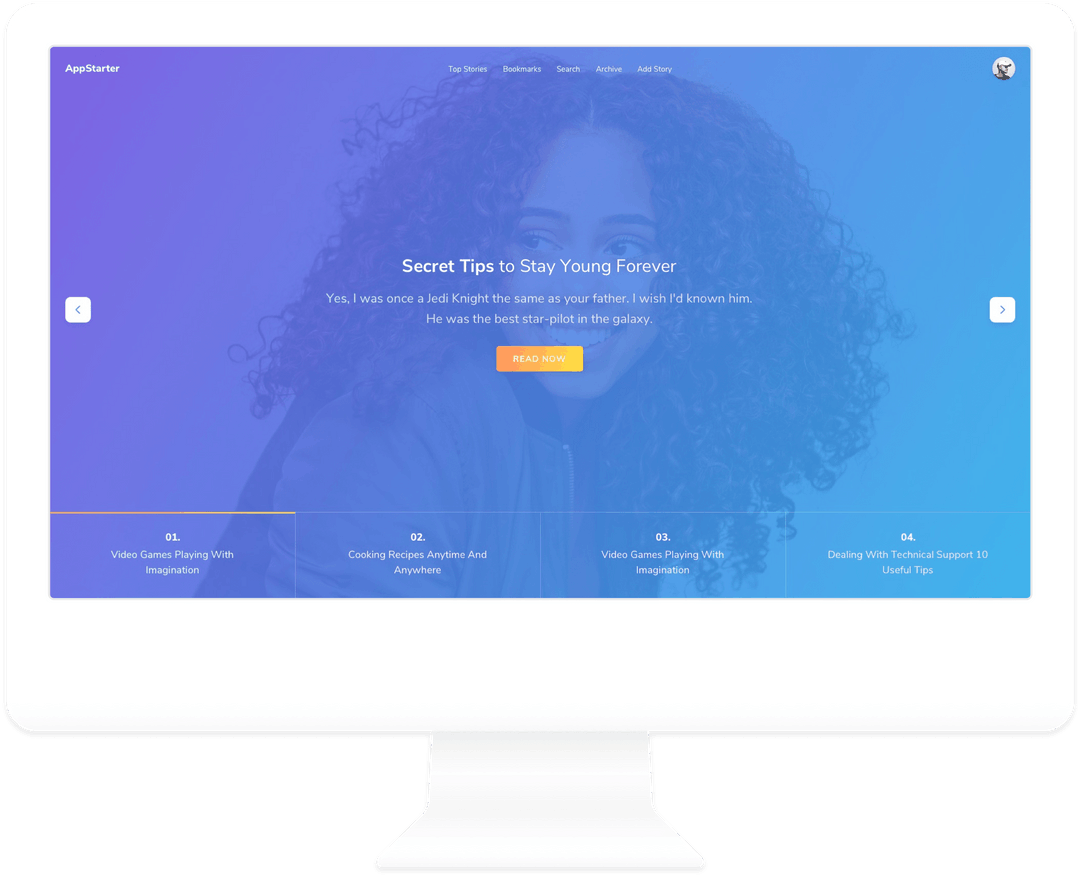 AppStarter
Top Stories Bookmarks Search Archive Add Story
Secret Tips to Stay Young Forever
Yes, I was once a Jedi Knight the same as your father. I wish I'd known him.
He was the best star-pilot in the galaxy.
READ NOW
01.
Video Games Playing With
Imagination
02.
Cooking Recipes Anytime And
Anywhere
03.
Video Games Playing With
Imagination
04.
Dealing With Technical Support 10
Useful Tips